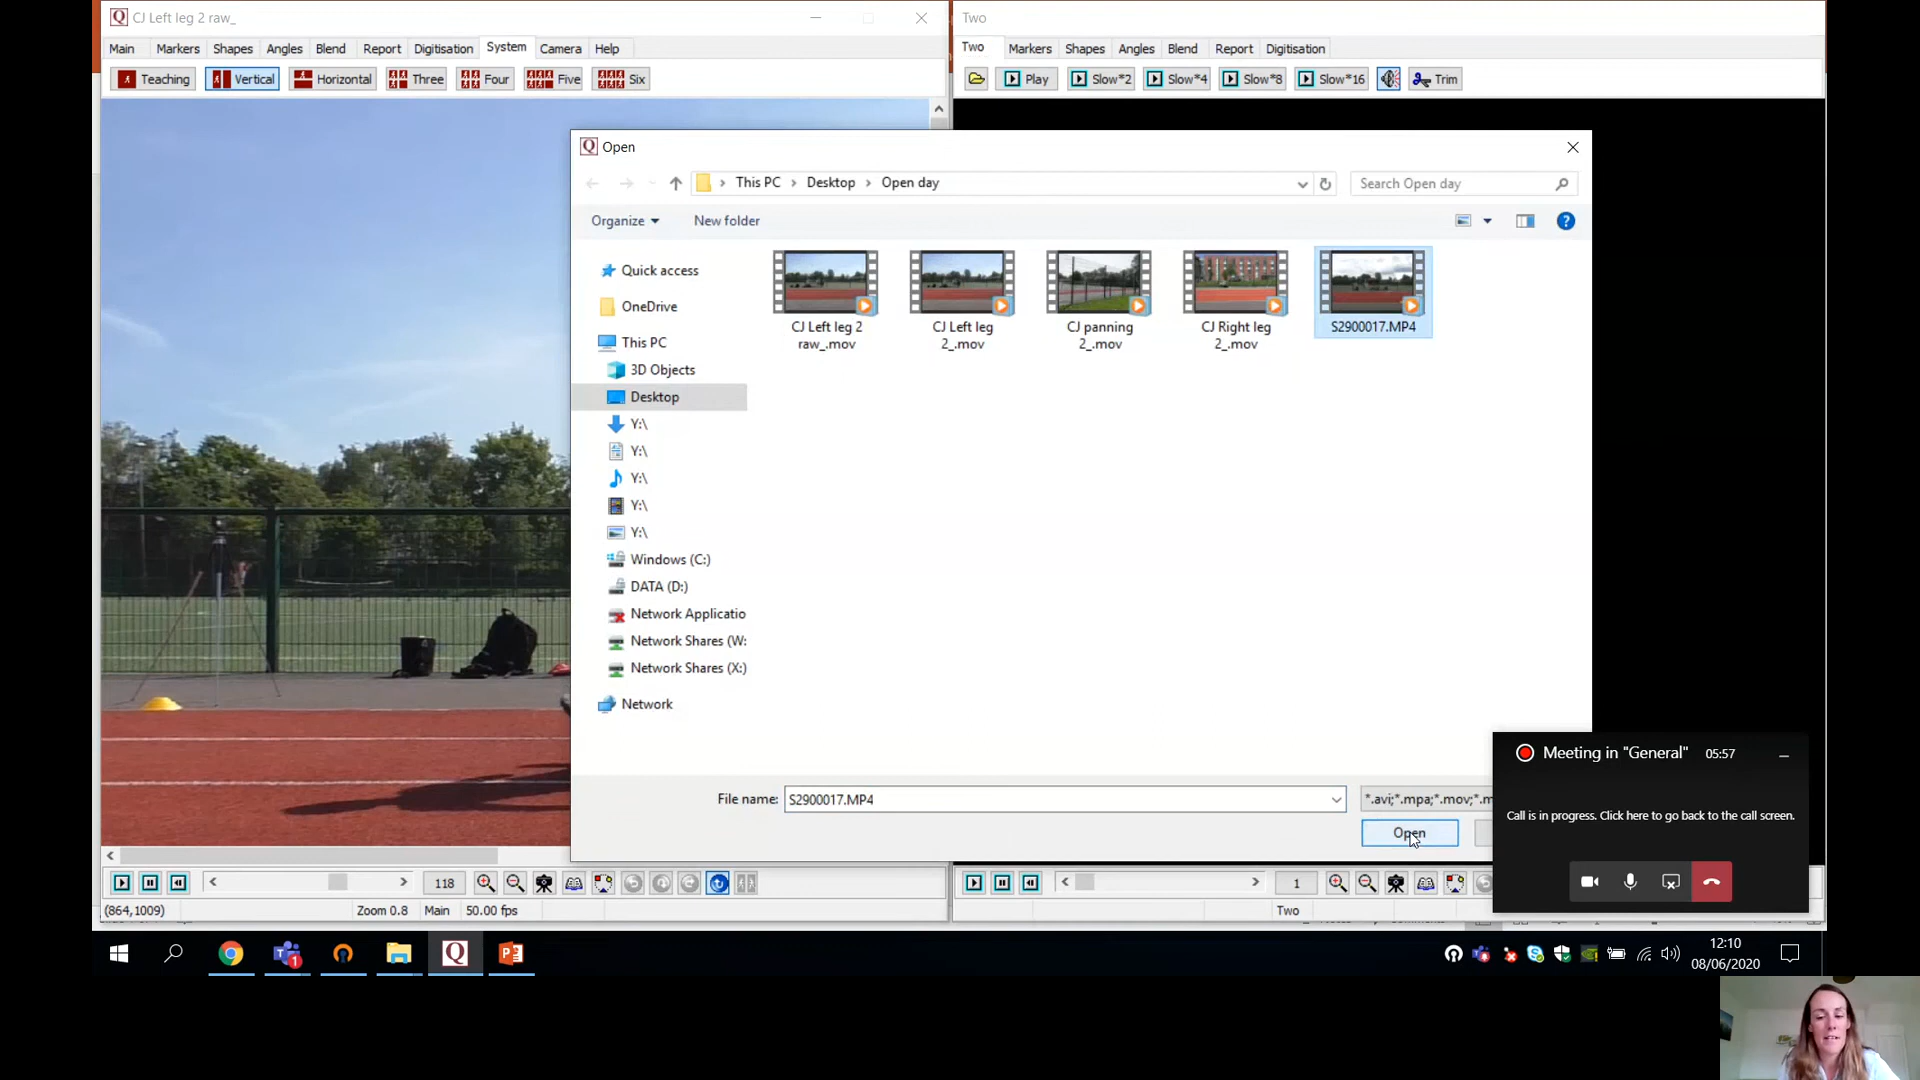 CJ Left leg 2 raw_
Two
Main Markers Shapes Angles Blend Report Digitisation System Camera Help
Two Markers Shapes Angles Blend Report Digitisation
Teaching Vertical Horizontal Three Four Five Six
Play Slow*2 Slow*4 Slow*8 Slow*16 Trim
Open
This PC Desktop Open day
Search Open day
Organize New folder
Quick access
OneDrive
This PC
3D Objects
Desktop
Y:\
Y:\
Y:\
Y:\
Y:\
Windows (C:)
DATA (D:)
Network Applicatio
Network Shares (W:
Network Shares (X:)
Network
CJ Left leg 2
raw_.mov
CJ Left leg
2_.mov
CJ panning
2_.mov
CJ Right leg
2_.mov
S2900017.MP4
File name: S2900017.MP4
*.avi;*.mpa;*.mov;*.m
Open
Meeting in "General" 05:57
Call is in progress. Click here to go back to the call screen.
118
1
(864,1009) Zoom 0.8 Main 50.00 fps
Two
12:10
08/06/2020